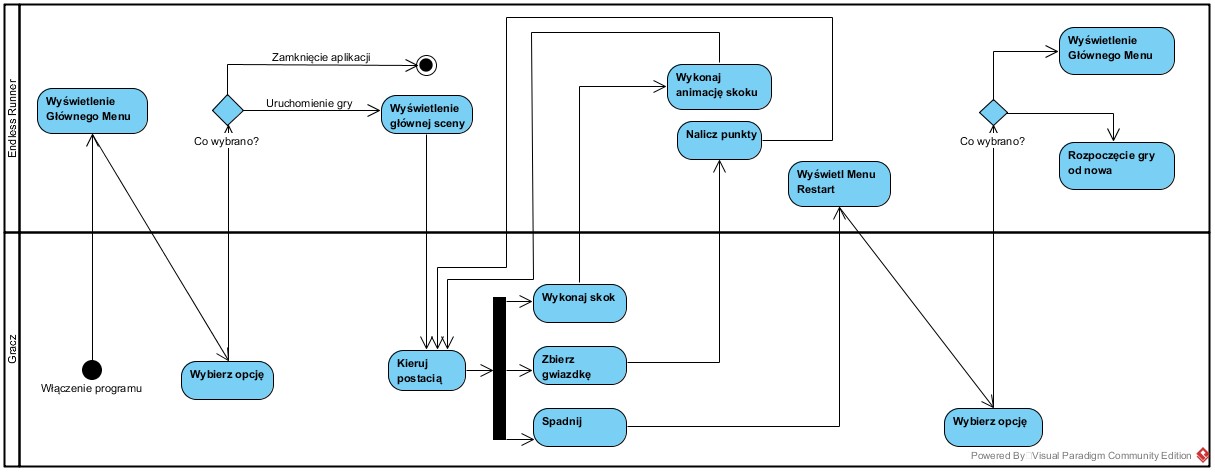 Endless Runner
Wyświetlenie
Głównego Menu
Zamknięcie aplikacji
Co wybrano?
Uruchomienie gry
Wyświetlenie
głównej sceny
Wykonaj
animację skoku
Nalicz punkty
Wyświetl Menu
Restart
Co wybrano?
Wyświetlenie
Głównego Menu
Rozpoczęcie gry
od nowa
Gracz
Włączenie programu
Wybierz opcję
Kieruj
postacią
Wykonaj skok
Zbierz
gwiazdkę
Spadnij
Wybierz opcję
Powered By Visual Paradigm Community Edition